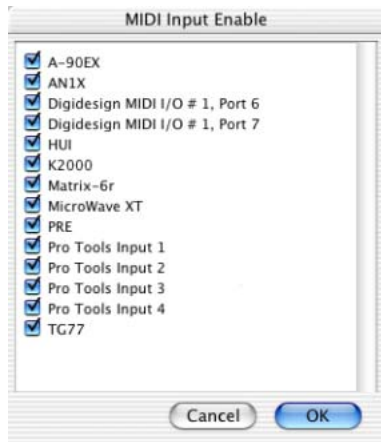 MIDI Input Enable
A-90EX
AN1X
Digidesign MIDI I/O # 1, Port 6
Digidesign MIDI I/O # 1, Port 7
HUI
K2000
Matrix-6r
MicroWave XT
PRE
Pro Tools Input 1
Pro Tools Input 2
Pro Tools Input 3
Pro Tools Input 4
TG77
Cancel OK